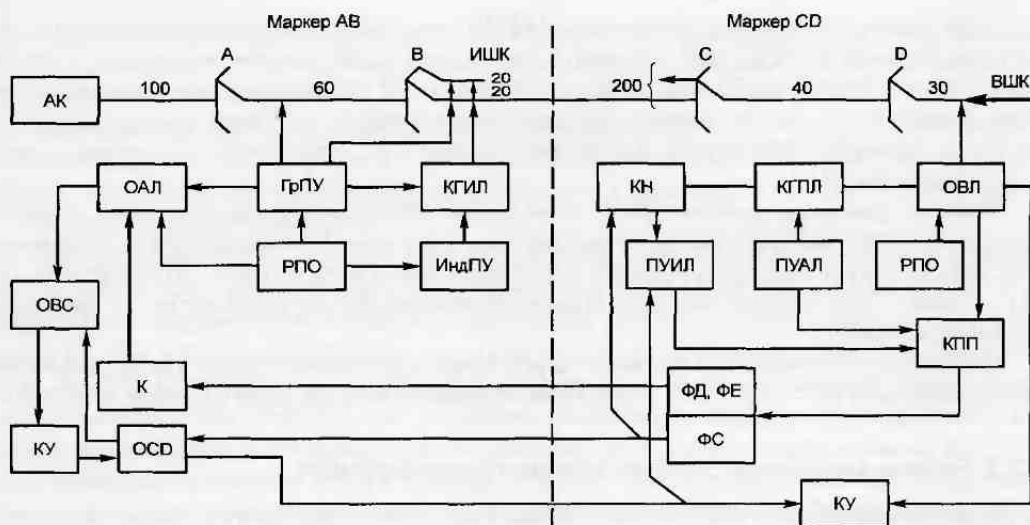 Маркер АВ
Маркер CD
A
B
ИШК
C
D
ВШК
АК
100
60
20
20
200
40
30
ОАЛ
ГрПУ
КГИЛ
КН
КГПЛ
ОВЛ
РПО
ИндПУ
ПУИЛ
ПУАЛ
РПО
ОВС
КПП
К
ФД, ФЕ
КУ
OCD
ФС
КУ